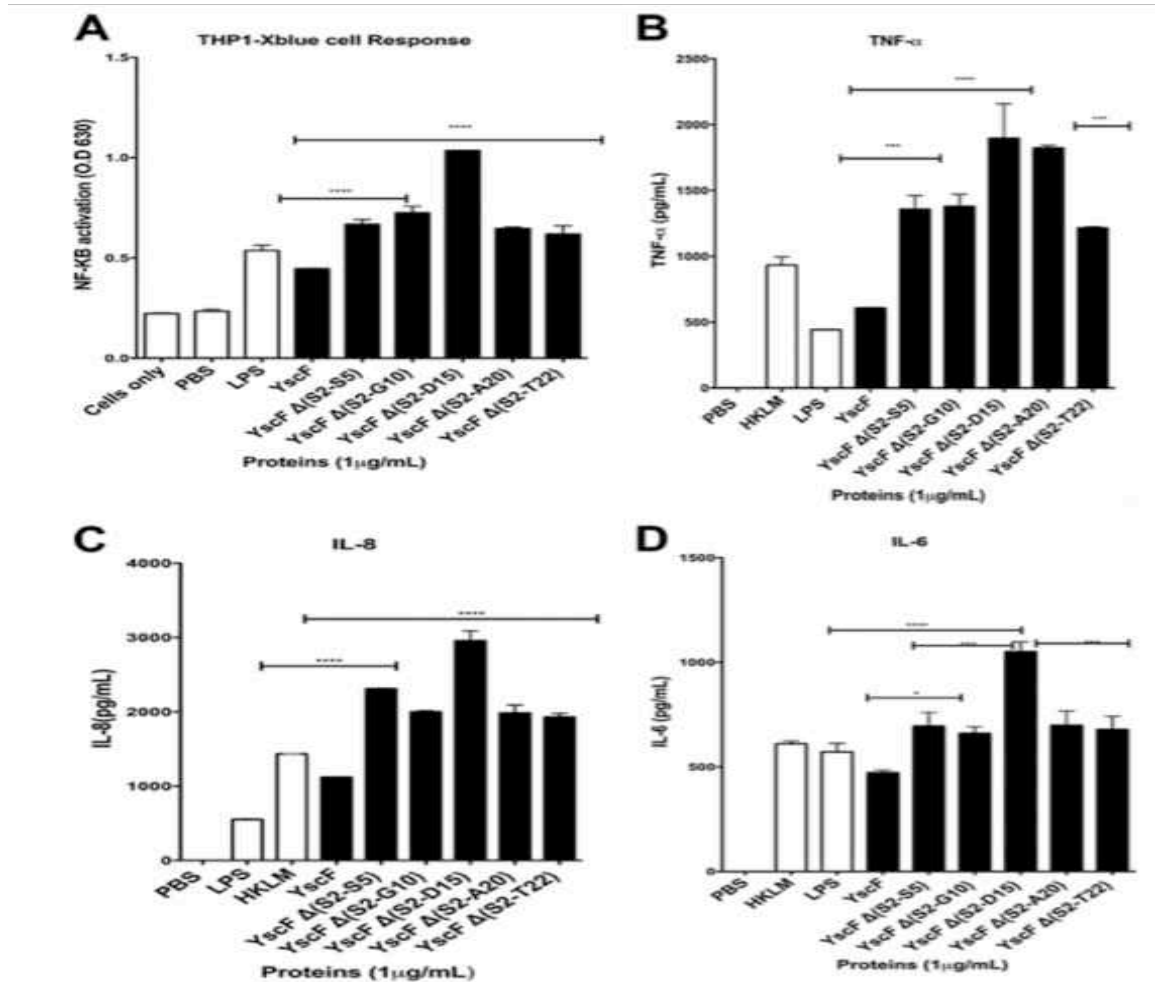 A
THP1-Xblue cell Response
NF-KB activation (O.D 630)
1.5
1.0
0.5
0.0
Cells only
PBS
LPS
YscF
YscF Δ(S2-S5)
YscF Δ(S2-G10)
YscF Δ(S2-D15)
YscF Δ(S2-A20)
YscF Δ(S2-T22)
Proteins (1μg/mL)
****
****
B
TNF-α
TNF-α (pg/mL)
2500
2000
1500
1000
500
0
PBS
HKLM
LPS
YscF
YscF Δ(S2-S5)
YscF Δ(S2-G10)
YscF Δ(S2-D15)
YscF Δ(S2-A20)
YscF Δ(S2-T22)
Proteins (1μg/mL)
****
***
***
C
IL-8
IL-8(pg/mL)
4000
3000
2000
1000
0
PBS
LPS
HKLM
YscF
YscF Δ(S2-S5)
YscF Δ(S2-G10)
YscF Δ(S2-D15)
YscF Δ(S2-A20)
YscF Δ(S2-T22)
Proteins (1μg/mL)
****
****
D
IL-6
IL-6 (pg/mL)
1500
1000
500
0
PBS
HKLM
LPS
YscF
YscF Δ(S2-S5)
YscF Δ(S2-G10)
YscF Δ(S2-D15)
YscF Δ(S2-A20)
YscF Δ(S2-T22)
Proteins (1μg/mL)
****
***
***
*